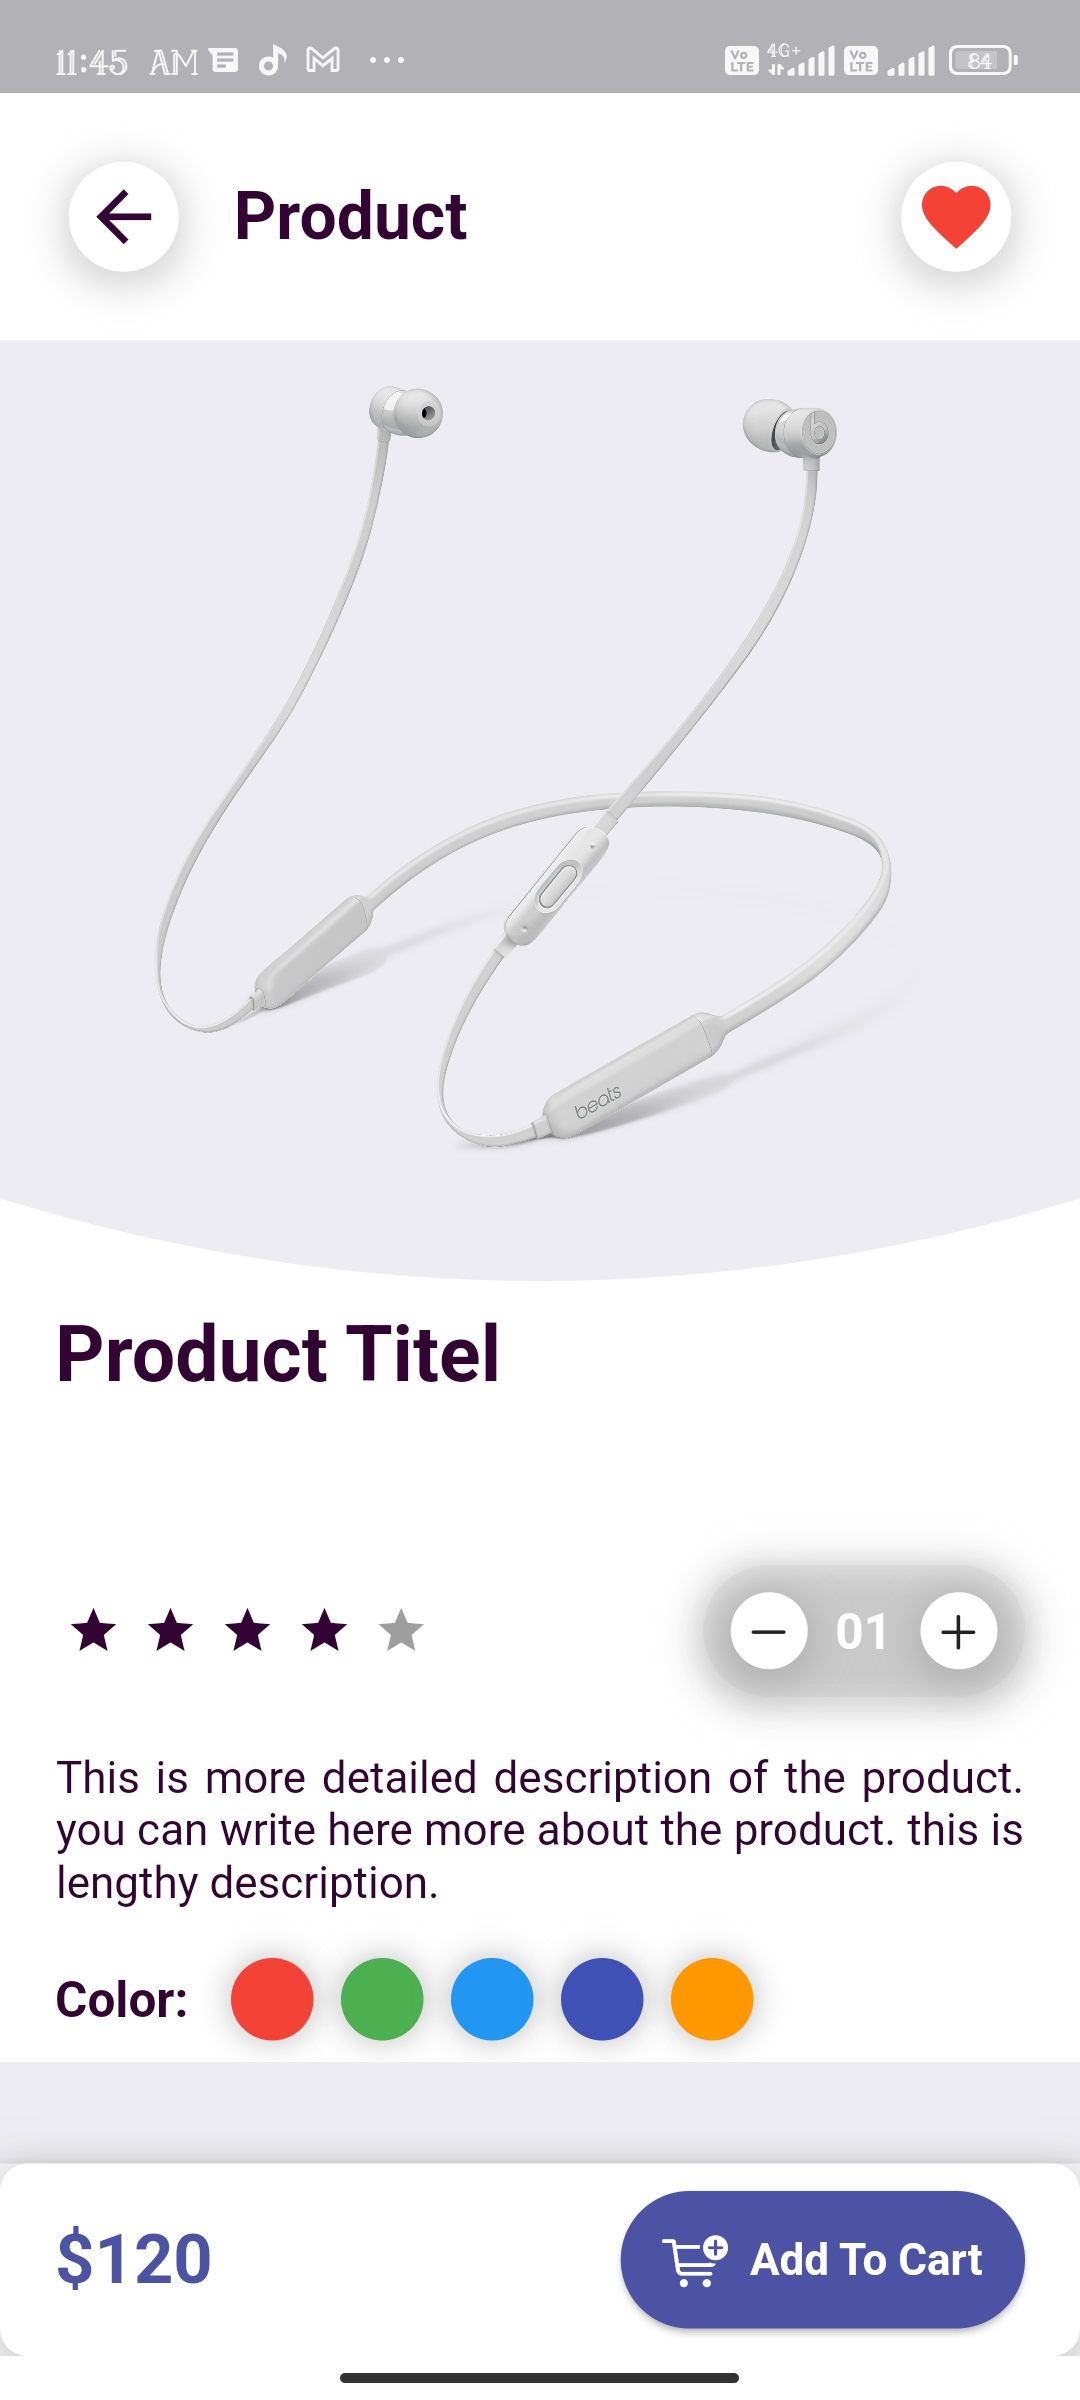 11:45 AM
Vo LTE 4G+ Vo LTE 84
Product
beats
Product Titel
01
This is more detailed description of the product.
you can write here more about the product. this is
lengthy description.
Color:
$120
Add To Cart